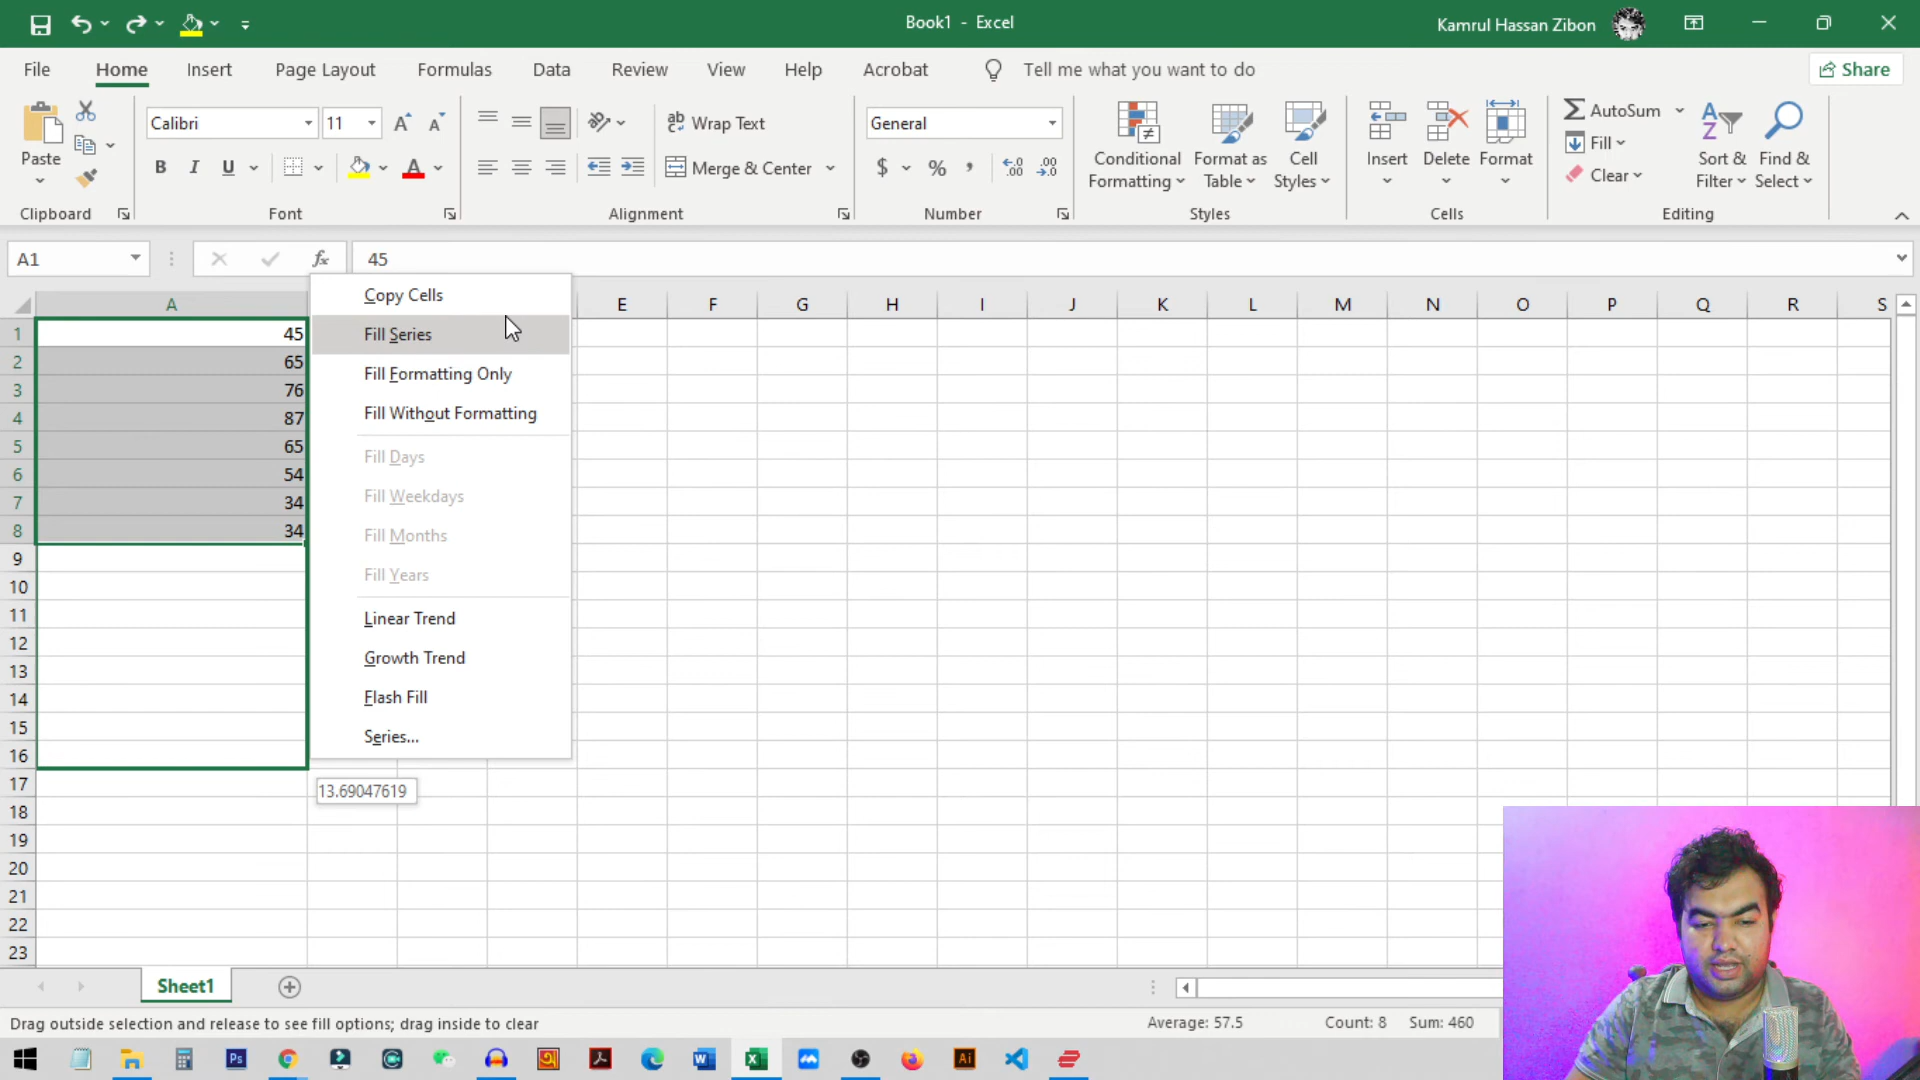 Book1 - Excel
Kamrul Hassan Zibon
File Home Insert Page Layout Formulas Data Review View Help Acrobat Tell me what you want to do Share
Paste
Calibri 11
B I U A
Wrap Text
Merge & Center
General
$ % ,
Conditional Formatting
Format as Table
Cell Styles
Insert Delete Format
AutoSum
Fill
Clear
Sort & Filter
Find & Select
Clipboard Font Alignment Number Styles Cells Editing
A1 fx 45
A E F G H I J K L M N O P Q R S
1 45
2 65
3 76
4 87
5 65
6 54
7 34
8 34
9
10
11
12
13
14
15
16
17
18
19
20
21
22
23
Copy Cells
Fill Series
Fill Formatting Only
Fill Without Formatting
Fill Days
Fill Weekdays
Fill Months
Fill Years
Linear Trend
Growth Trend
Flash Fill
Series...
13.69047619
Sheet1
Drag outside selection and release to see fill options; drag inside to clear
Average: 57.5 Count: 8 Sum: 460
Ps
W
Ai